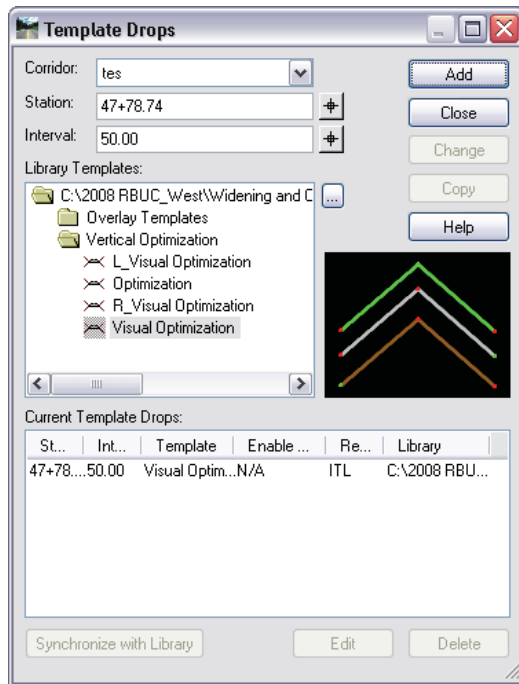 Template Drops
Corridor: tes
Add
Station: 47+78.74
Close
Interval: 50.00
Change
Library Templates:
C:\2008 RBUC_West\Widening and C
...
Copy
Overlay Templates
Vertical Optimization
Help
L_Visual Optimization
Optimization
R_Visual Optimization
Visual Optimization
Current Template Drops:
St... Int... Template Enable ... Re... Library
47+78....50.00 Visual Optim...N/A ITL C:\2008 RBU...
Synchronize with Library Edit Delete